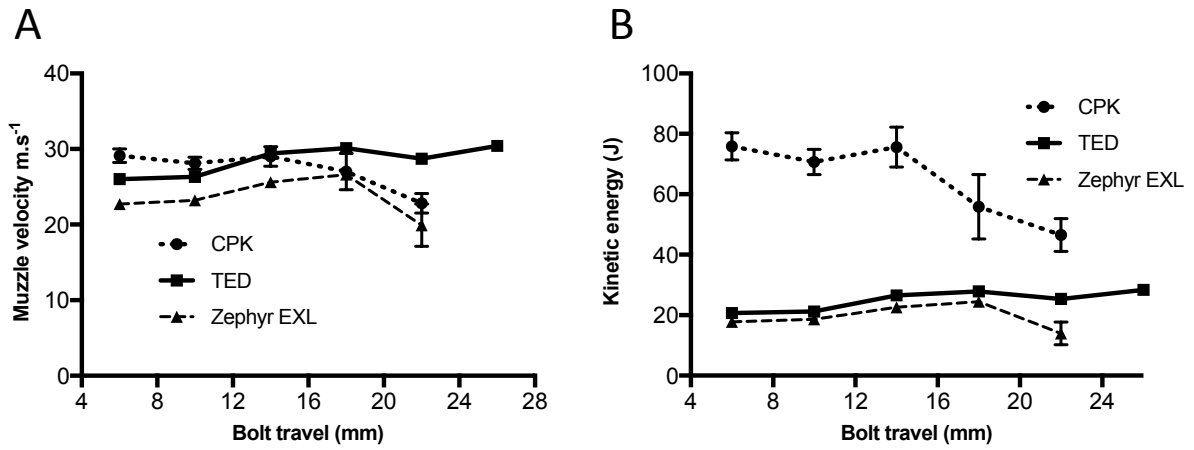 A
40
30
20
10
0
Muzzle velocity m.s-1
CPK
TED
Zephyr EXL
4 8 12 16 20 24 28
Bolt travel (mm)
B
100
80
60
40
20
0
Kinetic energy (J)
CPK
TED
Zephyr EXL
4 8 12 16 20 24
Bolt travel (mm)